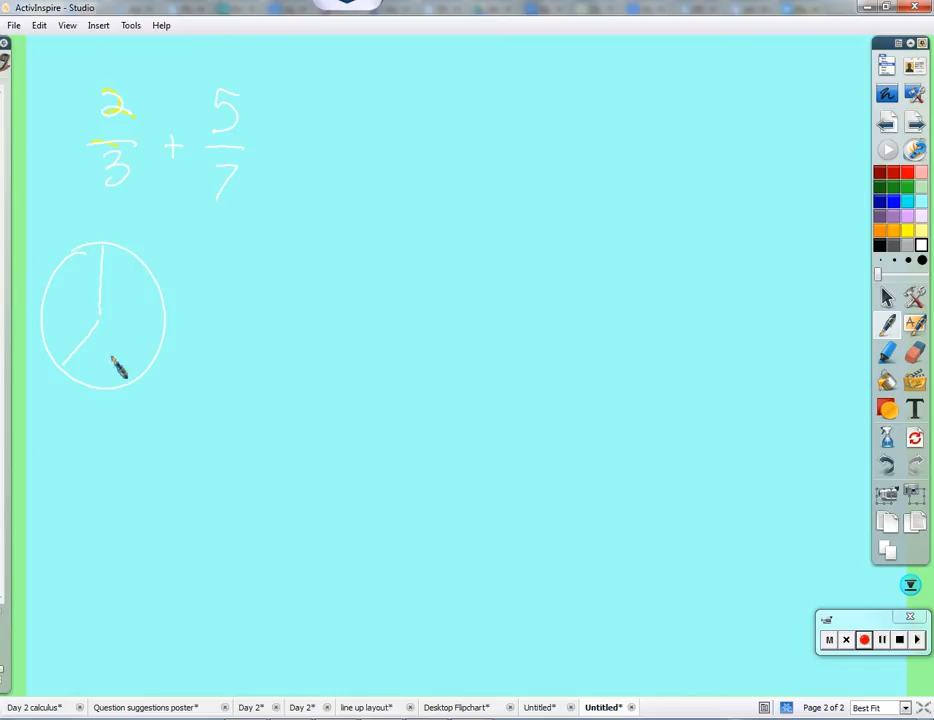 ActivInspire - Studio
File Edit View Insert Tools Help
2/3 + 5/7
A
T
M
Day 2 calculus* Question suggestions poster* Day 2* Day 2* line up layout* Desktop Flipchart* Untitled* Untitled* Page 2 of 2 Best Fit